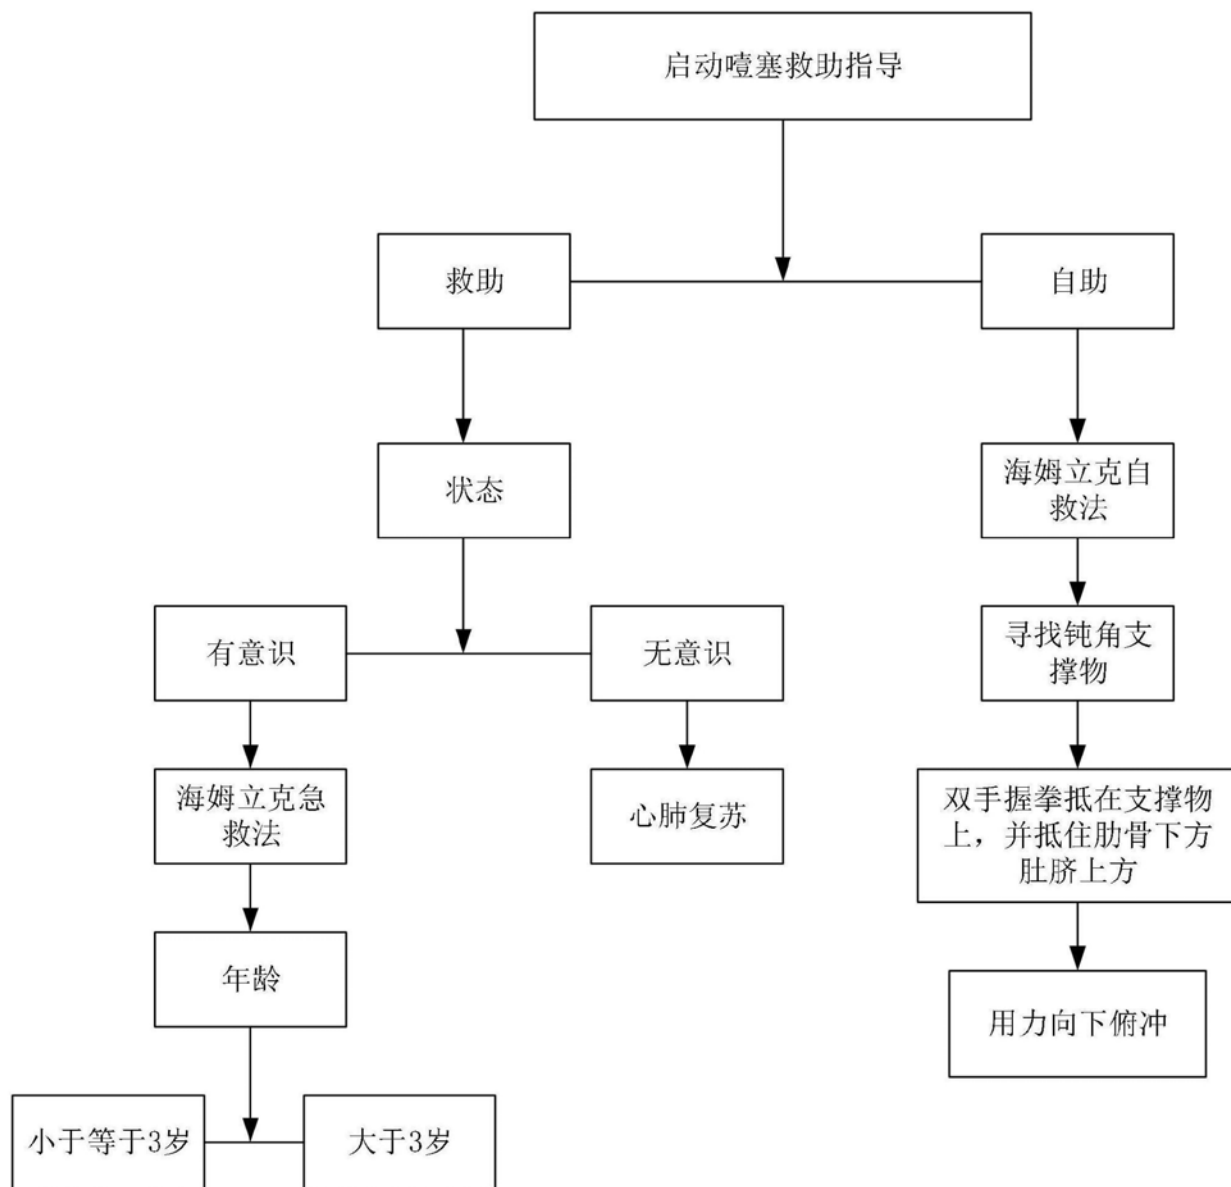 启动噎塞救助指导
救助
自助
状态
海姆立克自
救法
有意识
无意识
寻找钝角支
撑物
海姆立克急
救法
心肺复苏
双手握拳抵在支撑物
上，并抵住肋骨下方
肚脐上方
年龄
用力向下俯冲
小于等于3岁
大于3岁